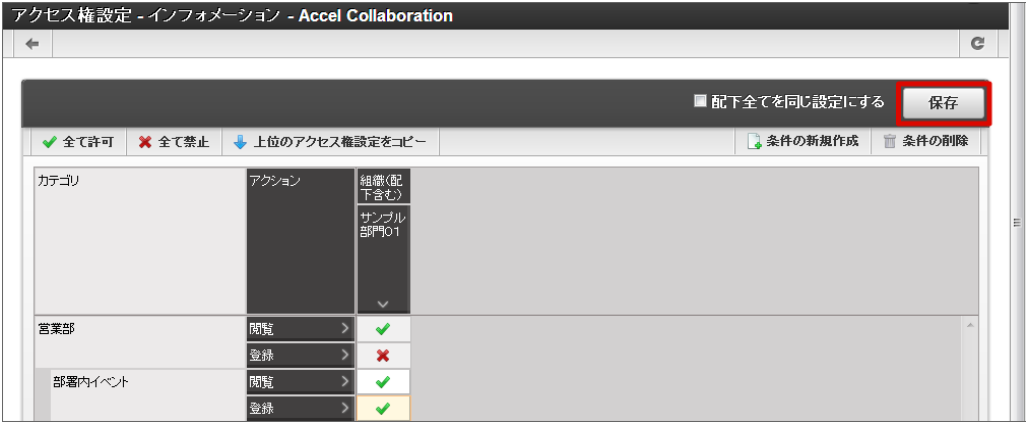 アクセス権設定 - インフォメーション - Accel Collaboration
配下全てを同じ設定にする 保存
全て許可 全て禁止 上位のアクセス権設定をコピー 条件の新規作成 条件の削除
カテゴリ アクション 組織(配
下含む)
サンプル
部門01
営業部 閲覧
登録
部署内イベント 閲覧
登録